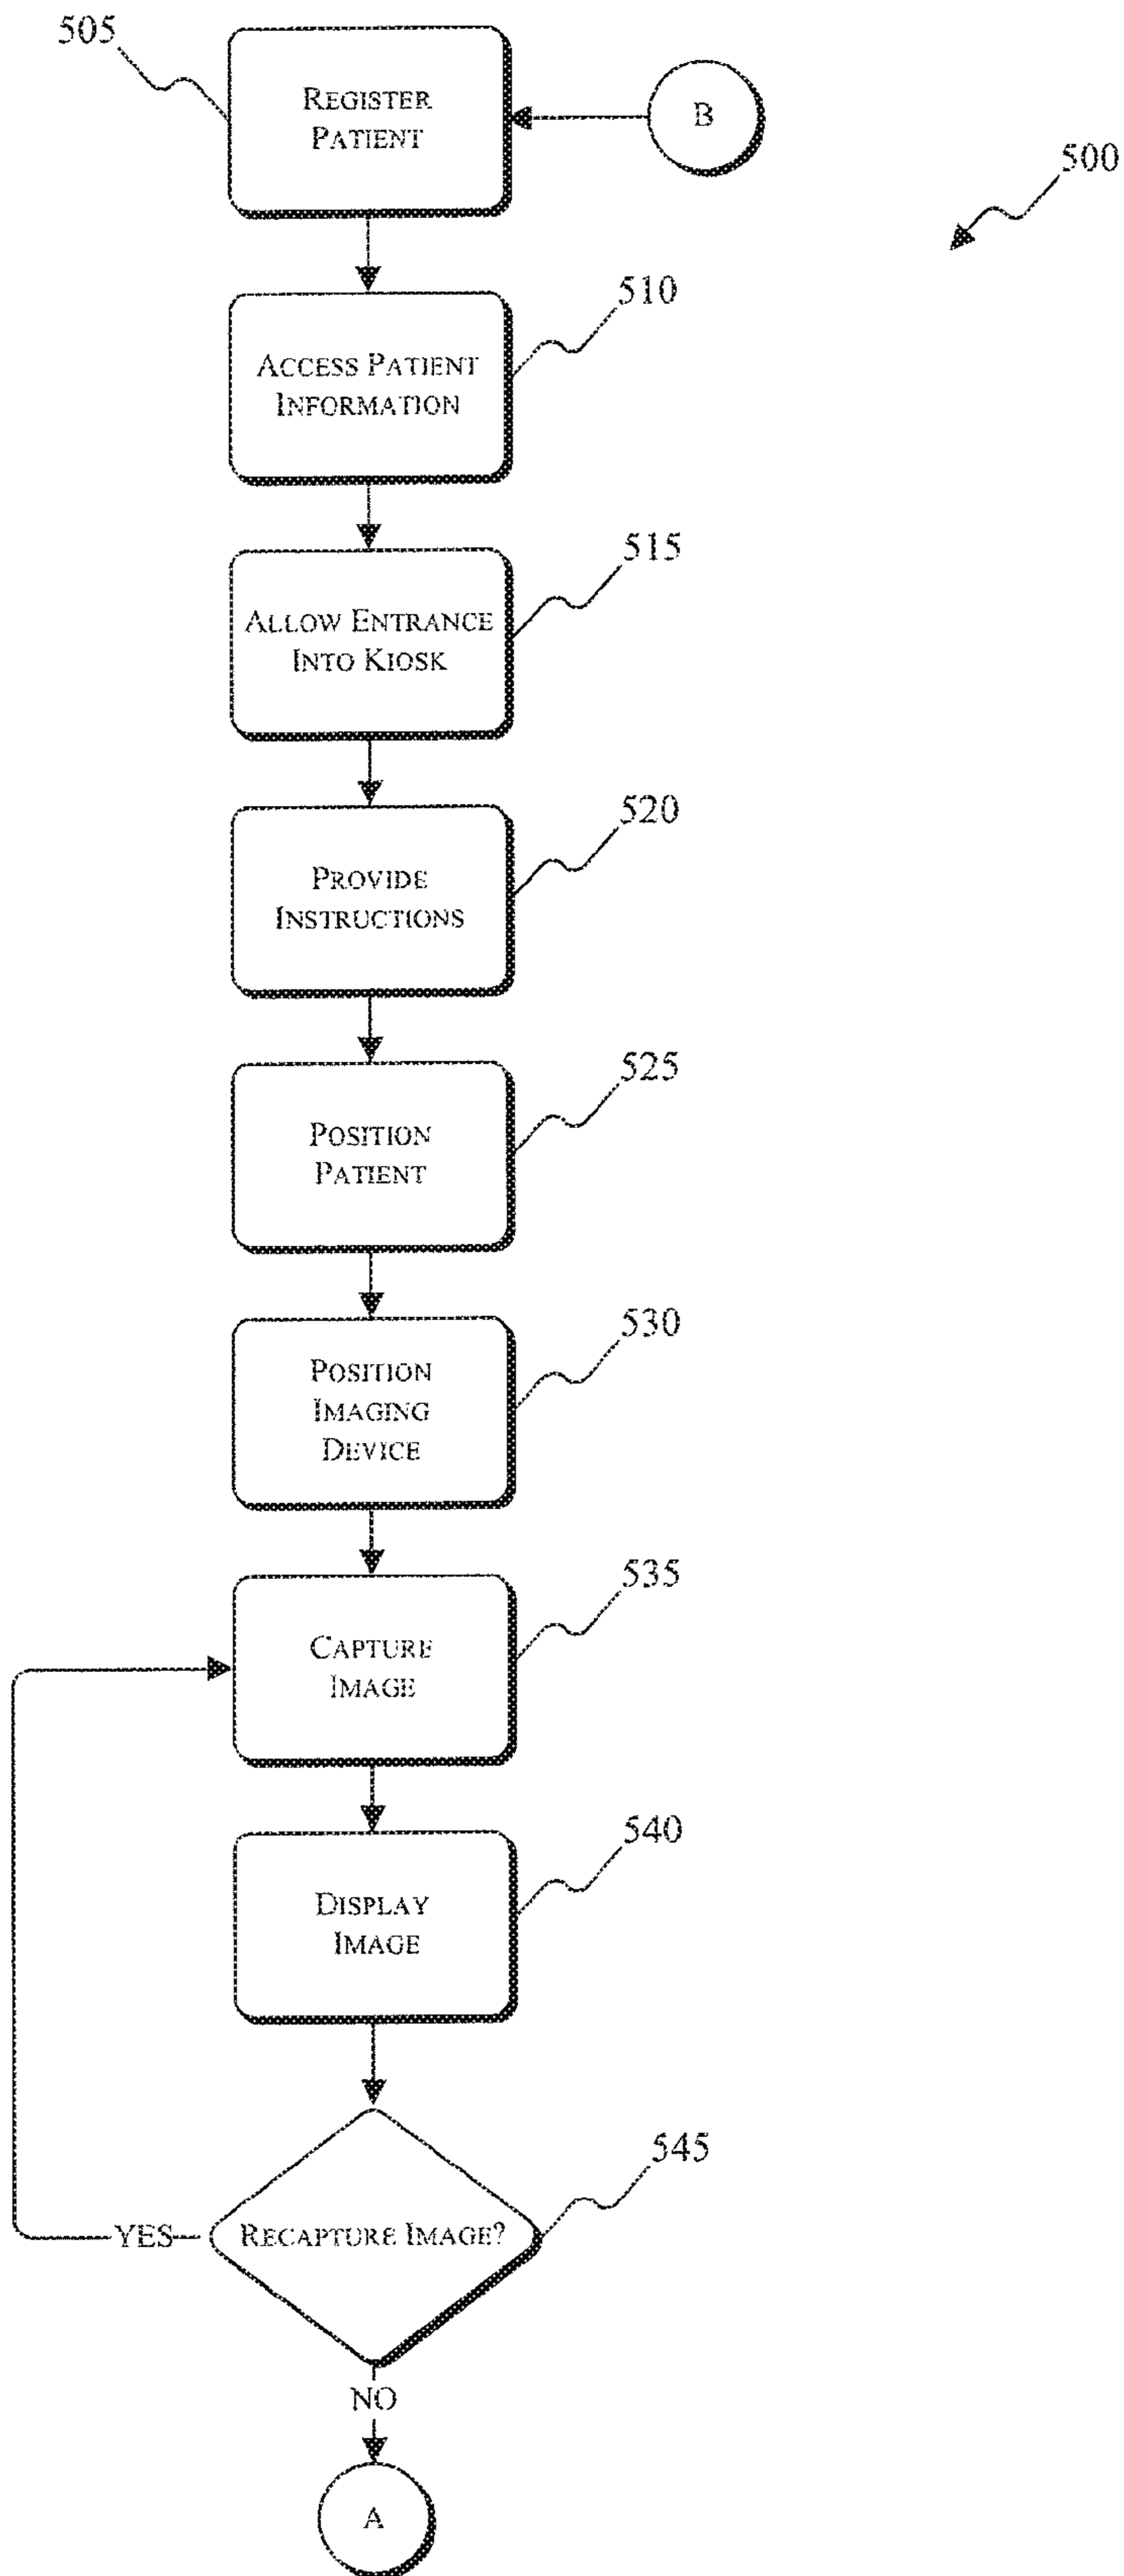 505
REGISTER
PATIENT
B
500
510
ACCESS PATIENT
INFORMATION
515
ALLOW ENTRANCE
INTO KIOSK
520
PROVIDE
INSTRUCTIONS
525
POSITION
PATIENT
530
POSITION
IMAGING
DEVICE
535
CAPTURE
IMAGE
540
DISPLAY
IMAGE
545
YES
RECAPTURE IMAGE?
NO
A